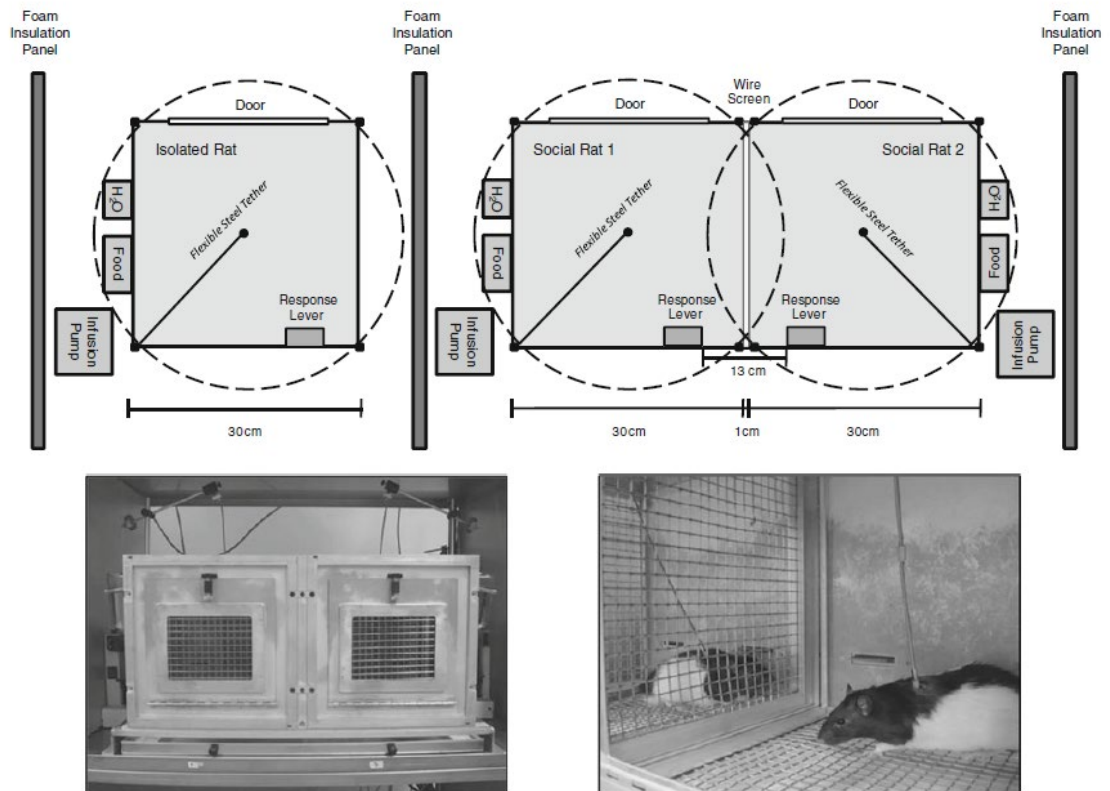 Foam
Insulation
Panel
Foam
Insulation
Panel
Foam
Insulation
Panel
Door
Isolated Rat
H₂O
Food
Infusion
Pump
Flexible Steel Tether
Response
Lever
30cm
Wire
Screen
Door
Social Rat 1
H₂O
Food
Infusion
Pump
Flexible Steel Tether
Response
Lever
Door
Social Rat 2
H₂O
Food
Infusion
Pump
Flexible Steel Tether
Response
Lever
13 cm
30cm
1cm
30cm